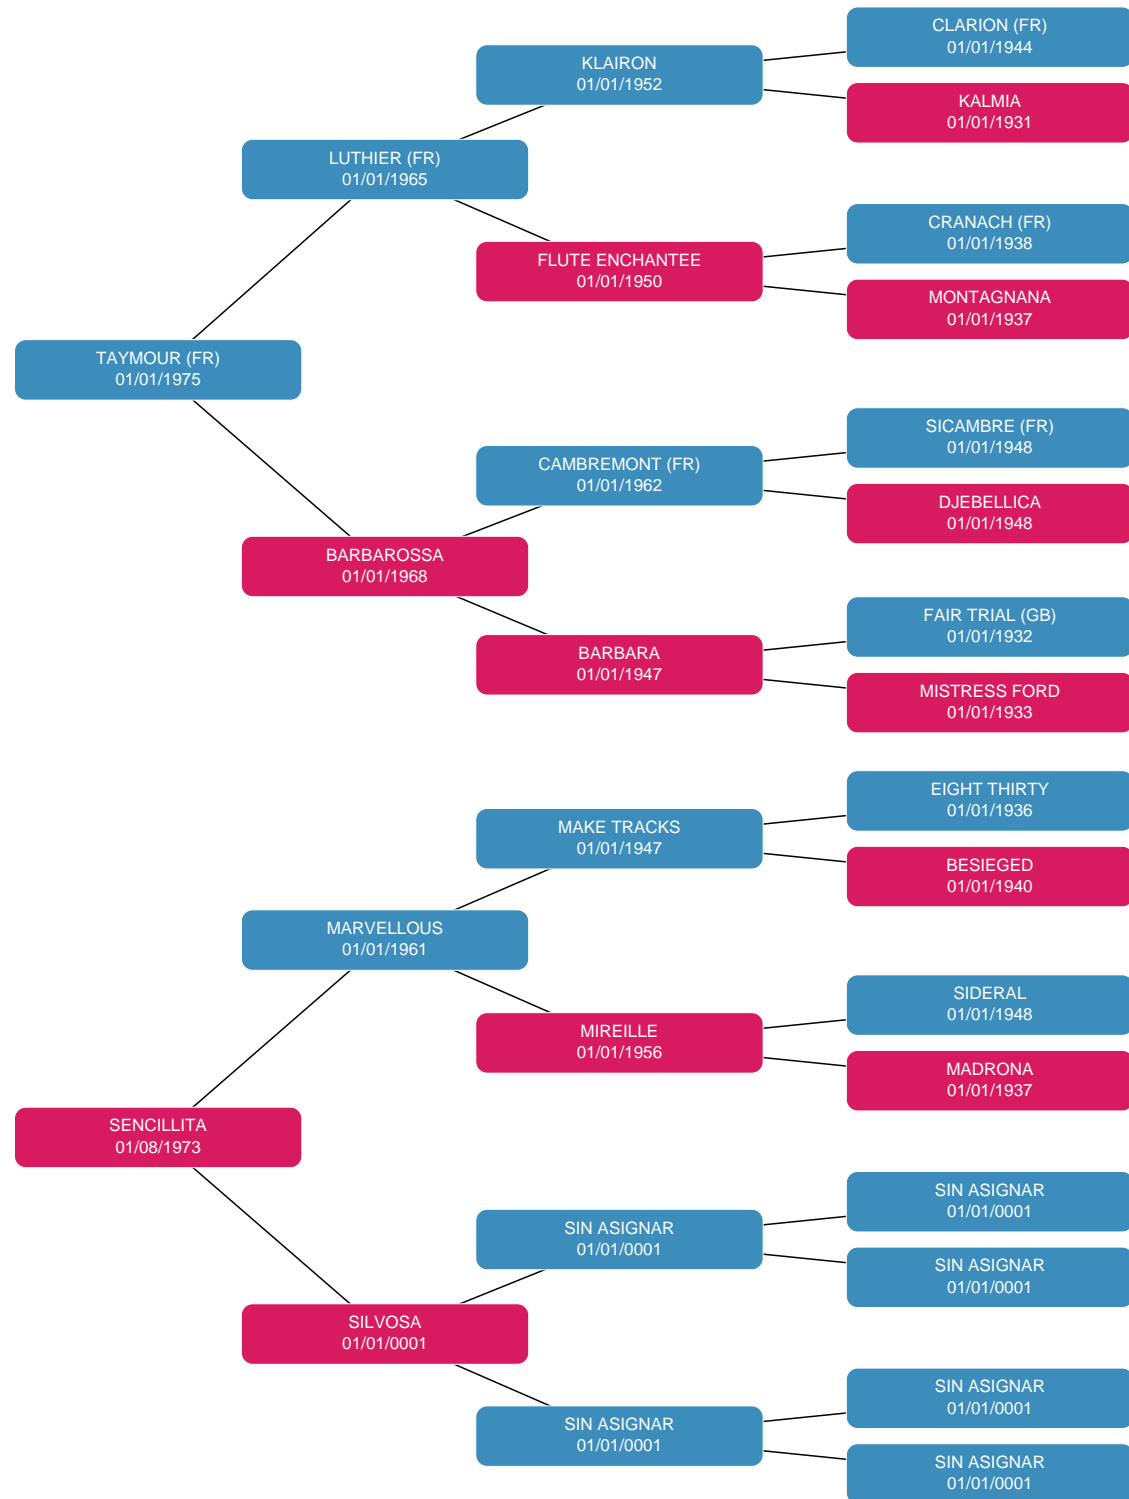 CLARION (FR)
01/01/1944
KLAIRON
01/01/1952
KALMIA
01/01/1931
LUTHIER (FR)
01/01/1965
CRANACH (FR)
01/01/1938
FLUTE ENCHANTEE
01/01/1950
MONTAGNANA
01/01/1937
TAYMOUR (FR)
01/01/1975
SICAMBRE (FR)
01/01/1948
CAMBREMONT (FR)
01/01/1962
DJEBELLICA
01/01/1948
BARBAROSSA
01/01/1968
FAIR TRIAL (GB)
01/01/1932
BARBARA
01/01/1947
MISTRESS FORD
01/01/1933
EIGHT THIRTY
01/01/1936
MAKE TRACKS
01/01/1947
BESIEGED
01/01/1940
MARVELLOUS
01/01/1961
SIDERAL
01/01/1948
MIREILLE
01/01/1956
MADRONA
01/01/1937
SENCILLITA
01/08/1973
SIN ASIGNAR
01/01/0001
SIN ASIGNAR
01/01/0001
SIN ASIGNAR
01/01/0001
SILVOSA
01/01/0001
SIN ASIGNAR
01/01/0001
SIN ASIGNAR
01/01/0001
SIN ASIGNAR
01/01/0001